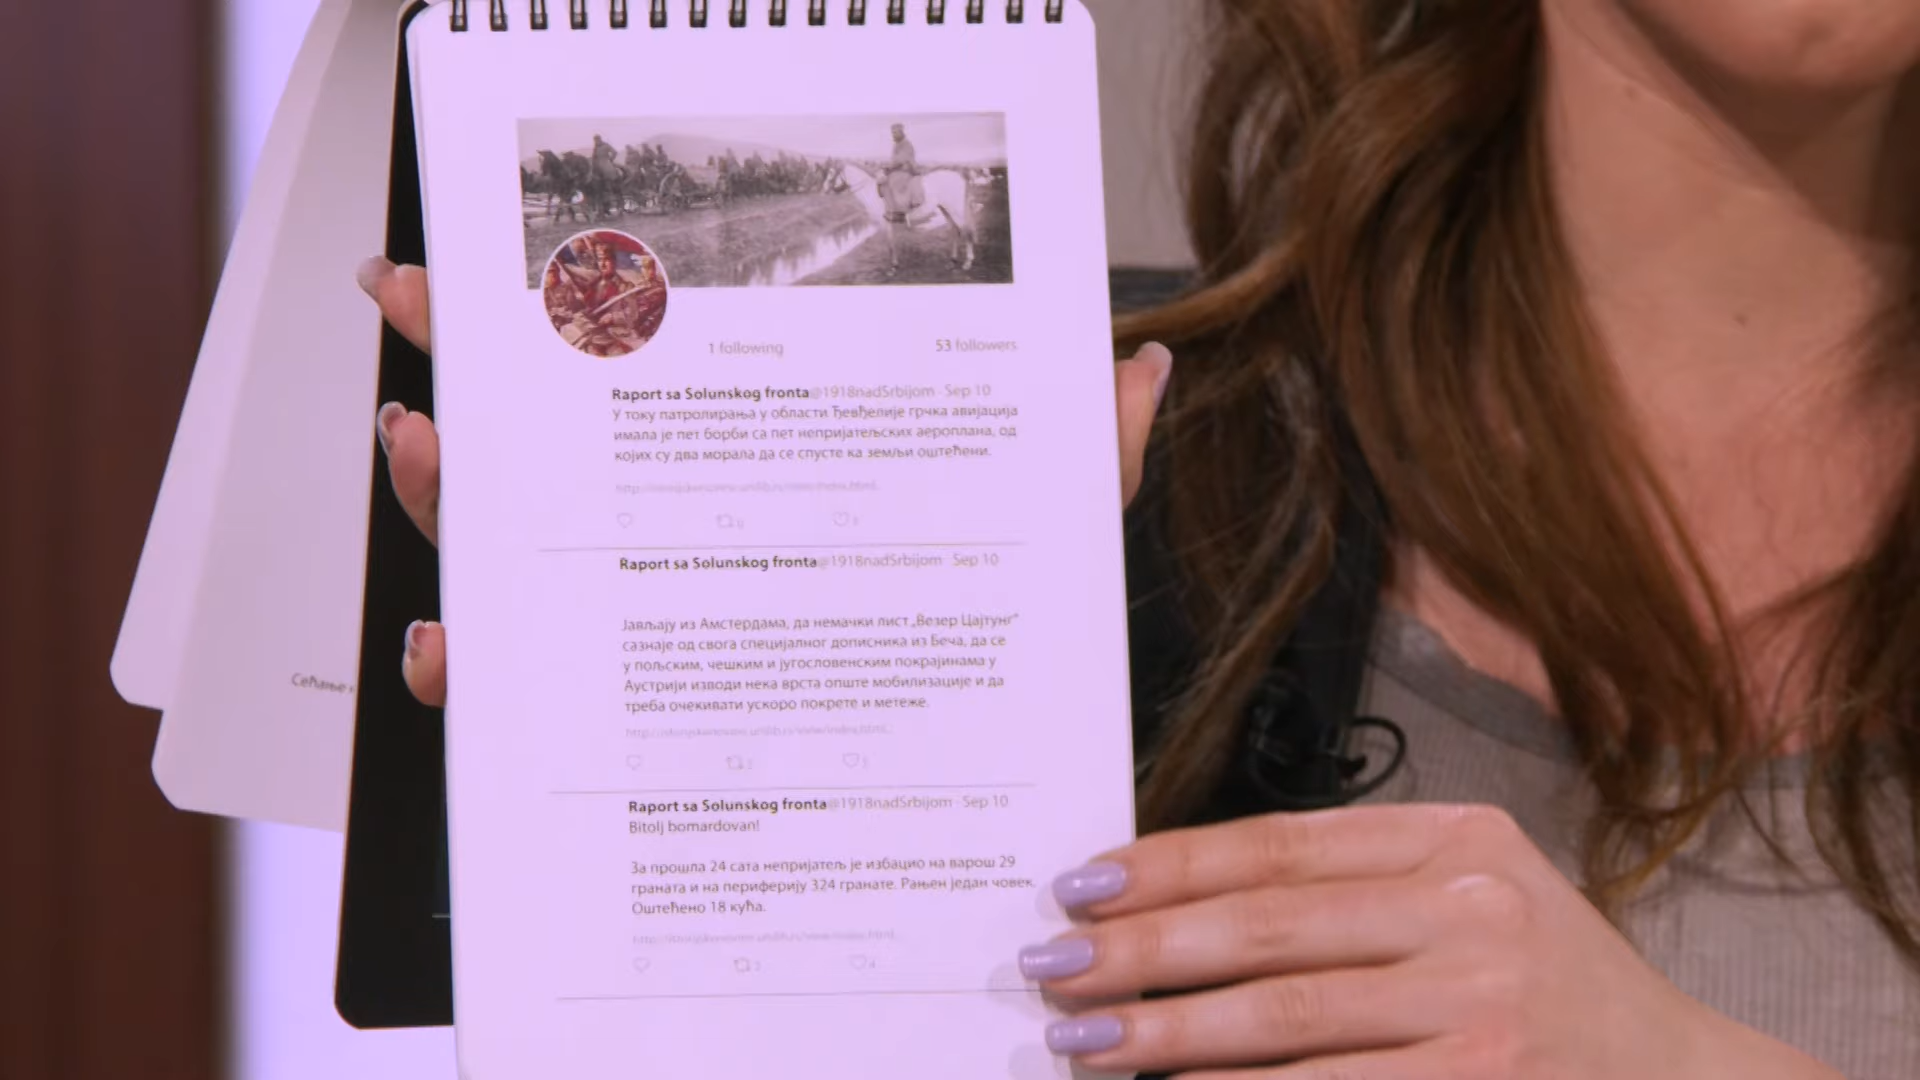 1 following
53 followers
Raport sa Solunskog fronta @1918nadSrbijom · Sep 10
У току патролирања у области Ђевђелије грчка авијација
имала је пет борби са пет непријатељских аероплана, од
којих су два морала да се спусте ка земљи оштећени.
Raport sa Solunskog fronta @1918nadSrbijom · Sep 10
Јављају из Амстердама, да немачки лист „Везер Цајтунг"
сазнаје од свога специјалног дописника из Беча, да се
у пољским, чешким и југословенским покрајинама у
Аустрији изводи нека врста опште мобилизације и да
треба очекивати ускоро покрете и метеже.
Raport sa Solunskog fronta @1918nadSrbijom · Sep 10
Bitolj bomardovan!
За прошла 24 сата непријатељ је избацио на варош 29
граната и на периферију 324 гранате. Рањен један човек.
Оштећено 18 кућа.
4
Сећање